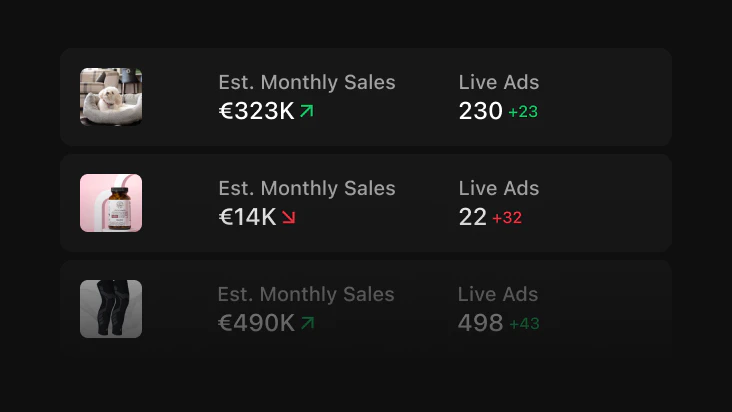 Est. Monthly Sales Live Ads
€323K 230 +23
Est. Monthly Sales Live Ads
€14K 22 +32
Est. Monthly Sales Live Ads
€490K 498 +43